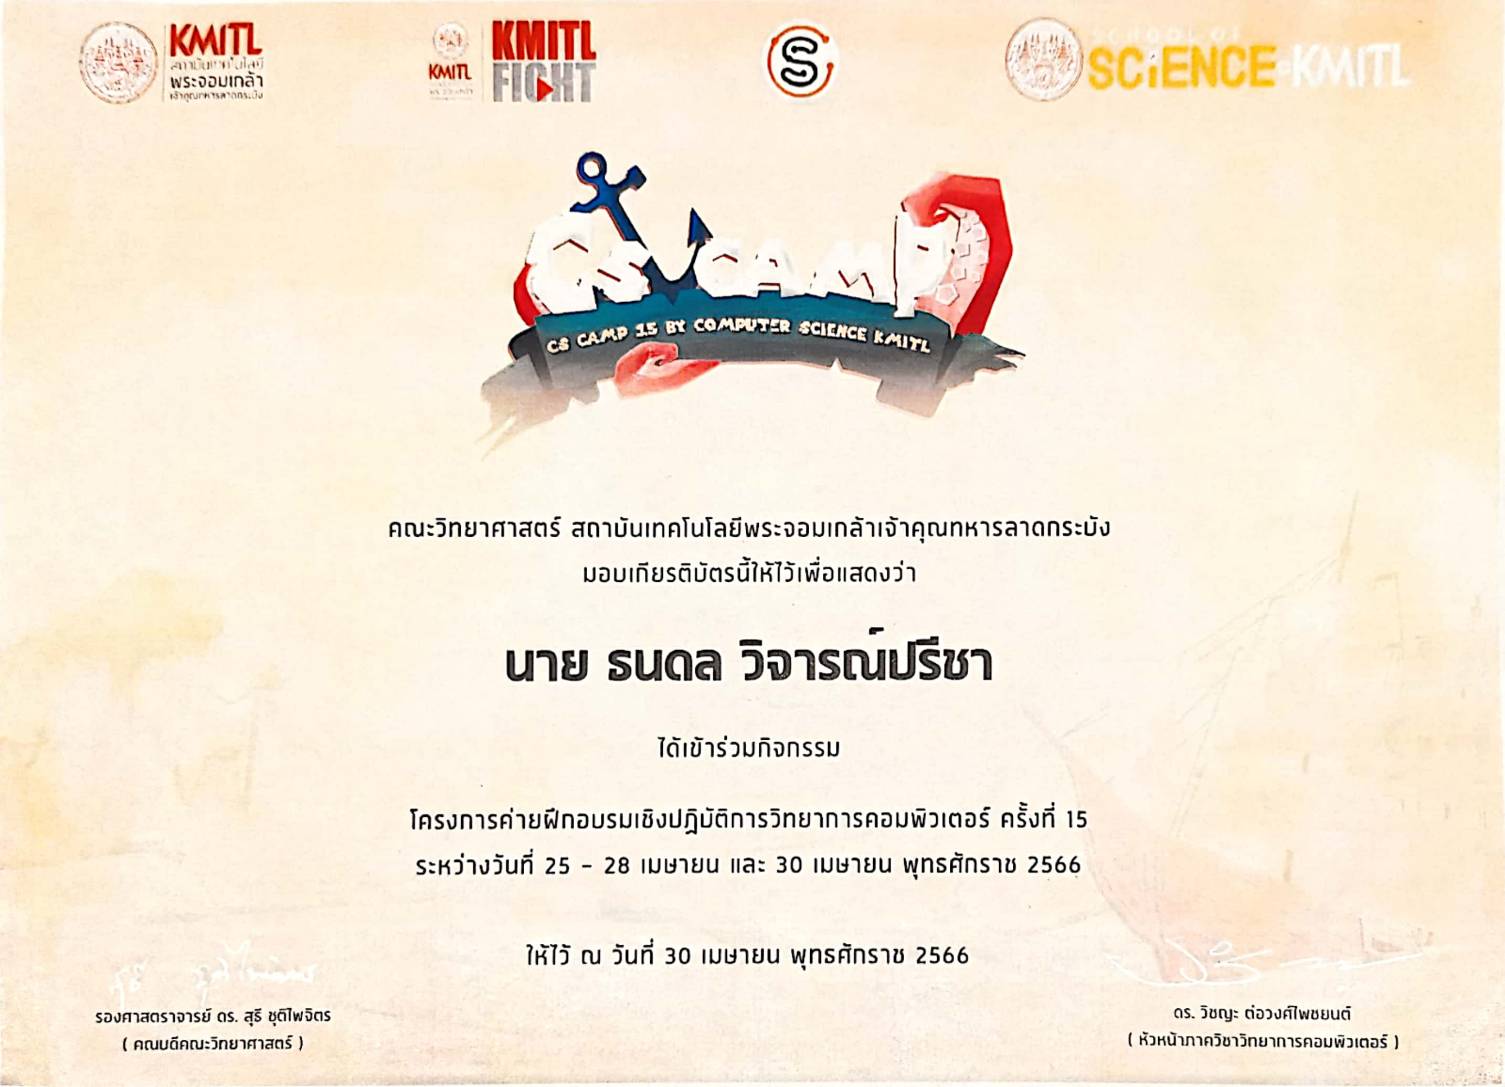 KMITL
สถาบันเทคโนโลยี
พระจอมเกล้า
เจ้าคุณทหารลาดกระบัง
KMITL
KMITL
FIGHT
S
SCHOOL OF
SCiENCE KMITL
CS CAMP
CS CAMP 15 BY COMPUTER SCIENCE KMITL
คณะวิทยาศาสตร์ สถาบันเทคโนโลยีพระจอมเกล้าเจ้าคุณทหารลาดกระบัง
มอบเกียรติบัตรนี้ให้ไว้เพื่อแสดงว่า
นาย ธนดล วิจารณ์ปรีชา
ได้เข้าร่วมกิจกรรม
โครงการค่ายฝึกอบรมเชิงปฏิบัติการวิทยาการคอมพิวเตอร์ ครั้งที่ 15
ระหว่างวันที่ 25 - 28 เมษายน และ 30 เมษายน พุทธศักราช 2566
ให้ไว้ ณ วันที่ 30 เมษายน พุทธศักราช 2566
รองศาสตราจารย์ ดร. สุธี ชุติไพจิตร
( คณบดีคณะวิทยาศาสตร์ )
ดร. วิชญะ ต่อวงศ์ไพชยนต์
( หัวหน้าภาควิชาวิทยาการคอมพิวเตอร์ )